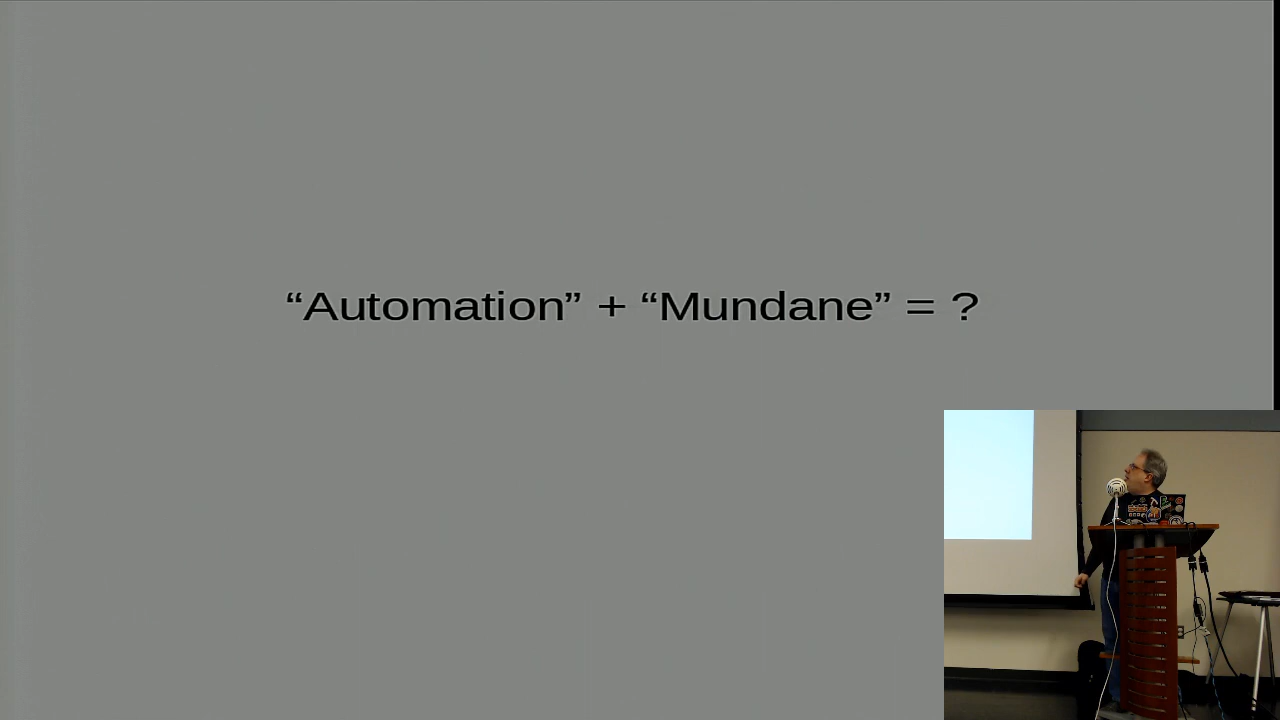 “Automation” + “Mundane” = ?